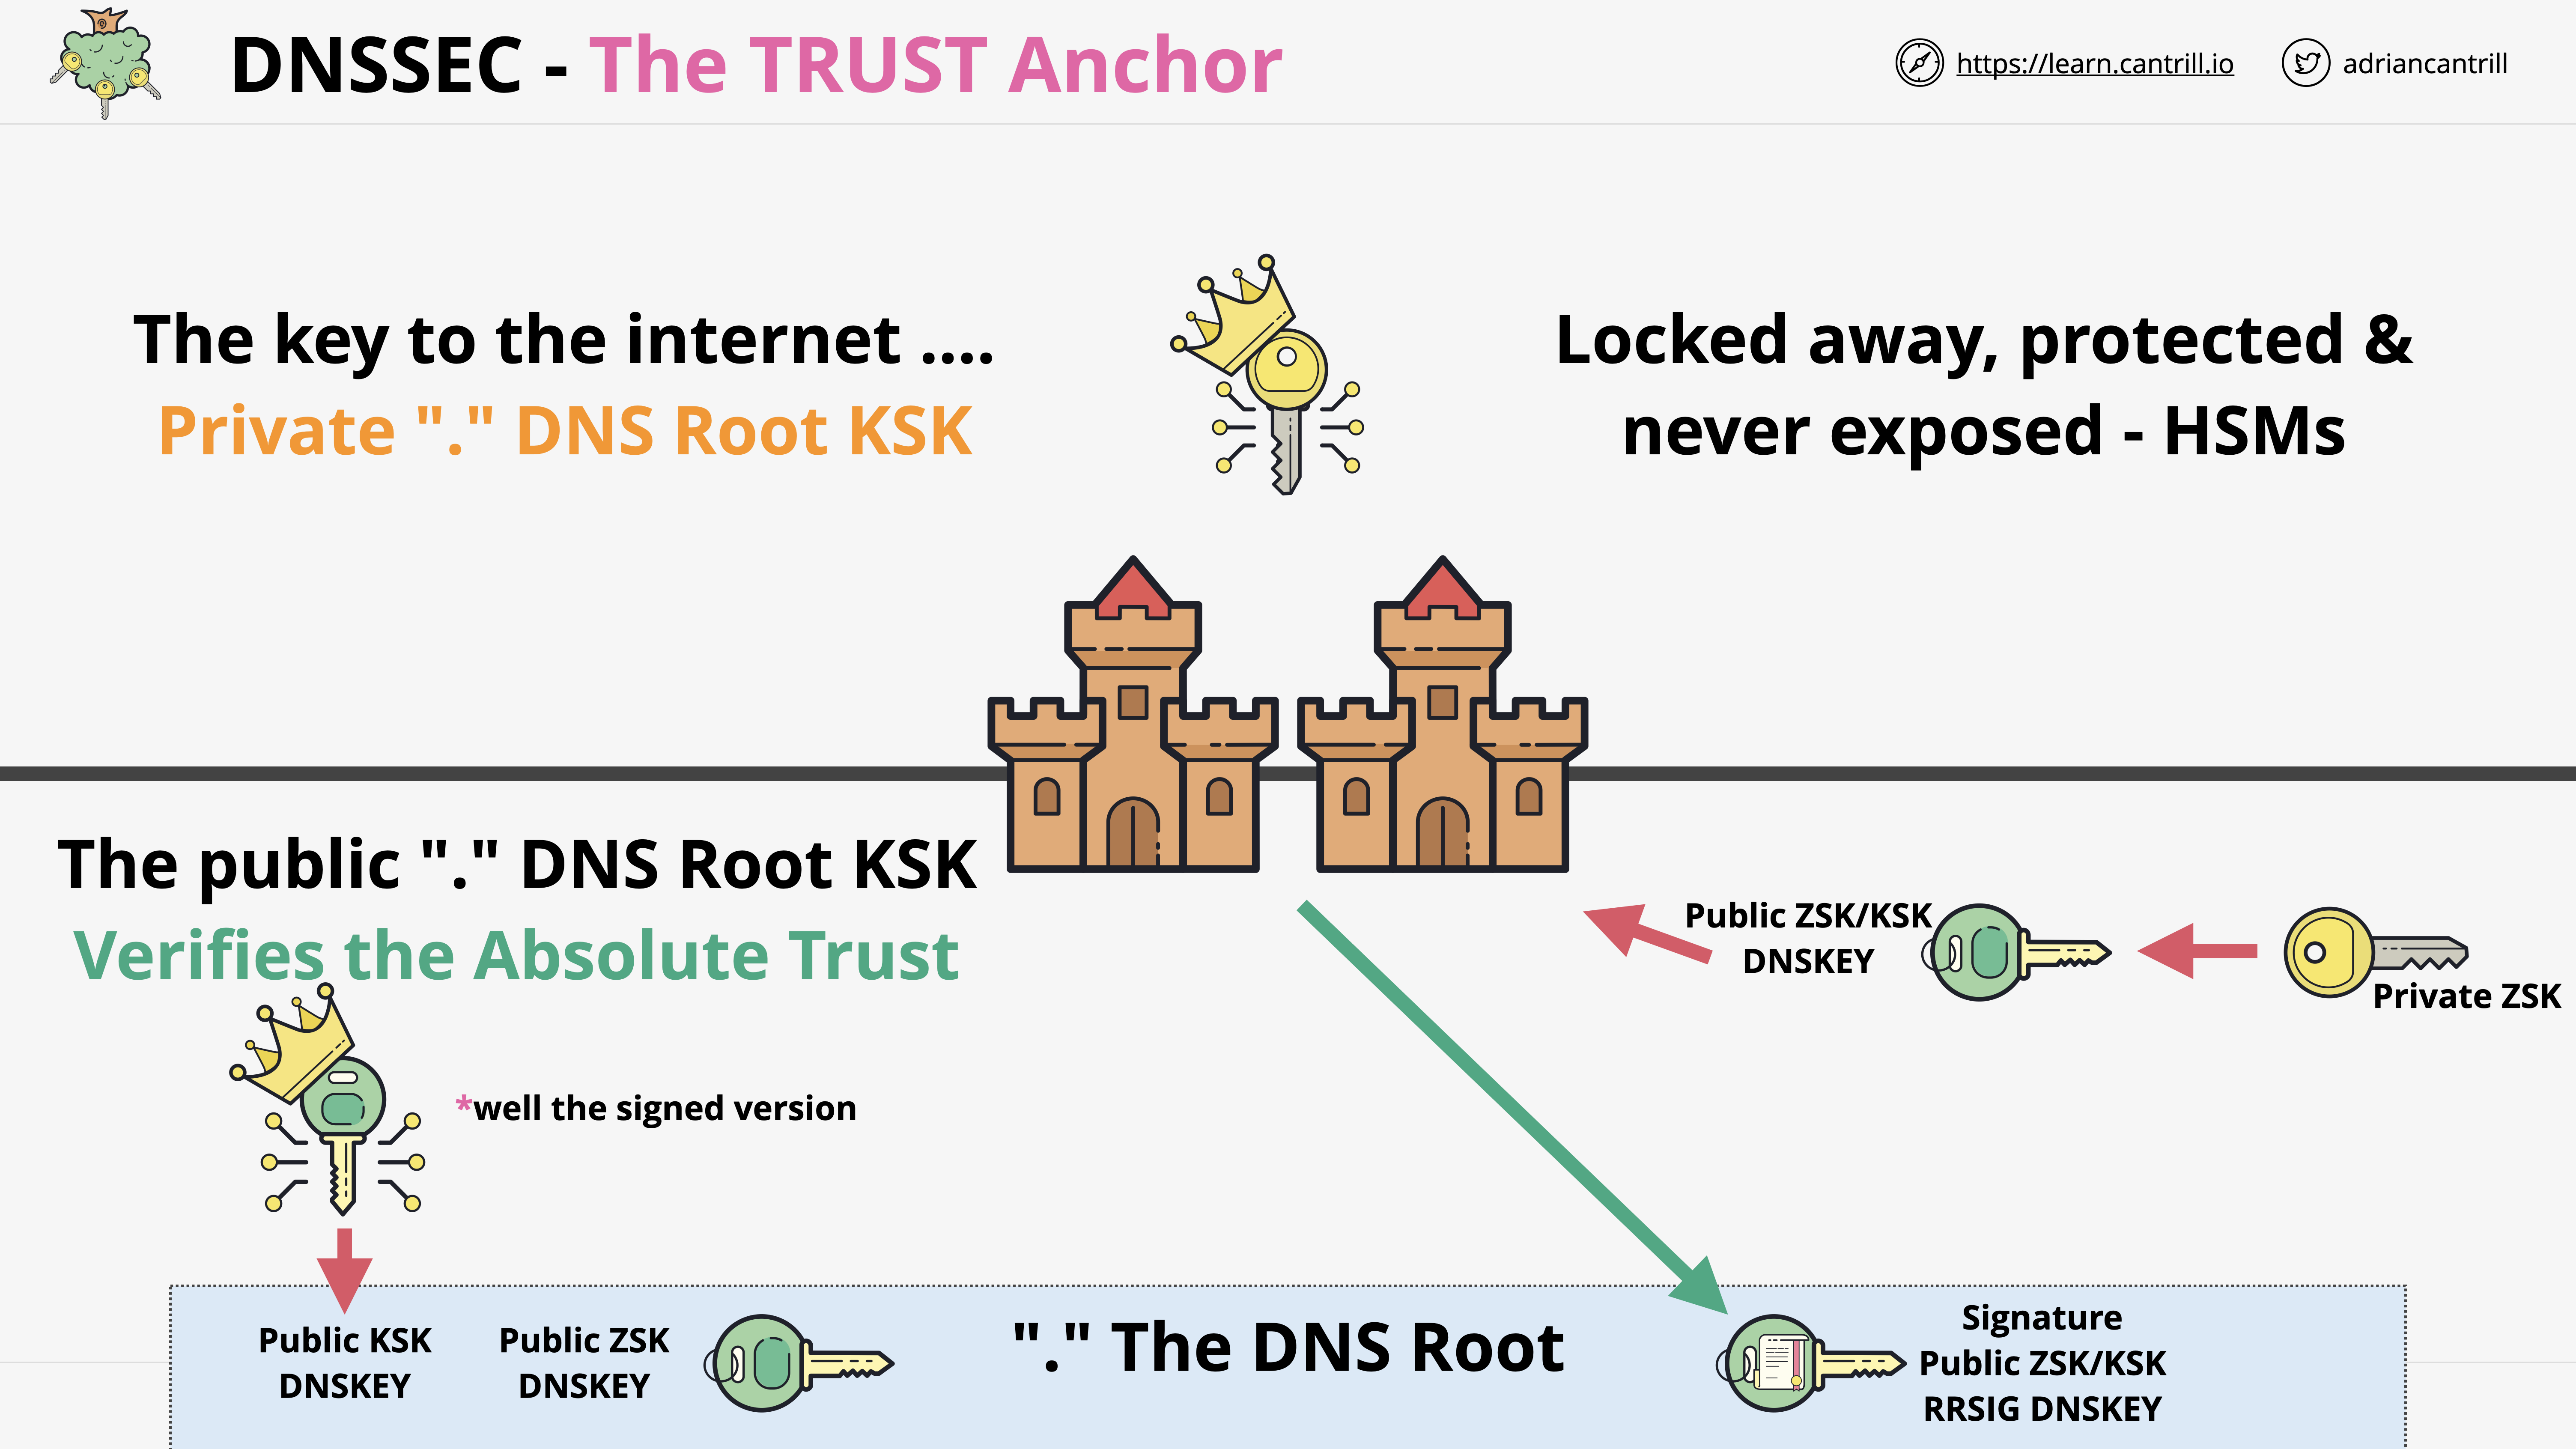 DNSSEC - The TRUST Anchor
https://learn.cantrill.io
adriancantrill
The key to the internet ....
Private "." DNS Root KSK
Locked away, protected &
never exposed - HSMs
The public "." DNS Root KSK
Verifies the Absolute Trust
*well the signed version
Public ZSK/KSK
DNSKEY
Private ZSK
Public KSK
DNSKEY
Public ZSK
DNSKEY
"." The DNS Root
Signature
Public ZSK/KSK
RRSIG DNSKEY